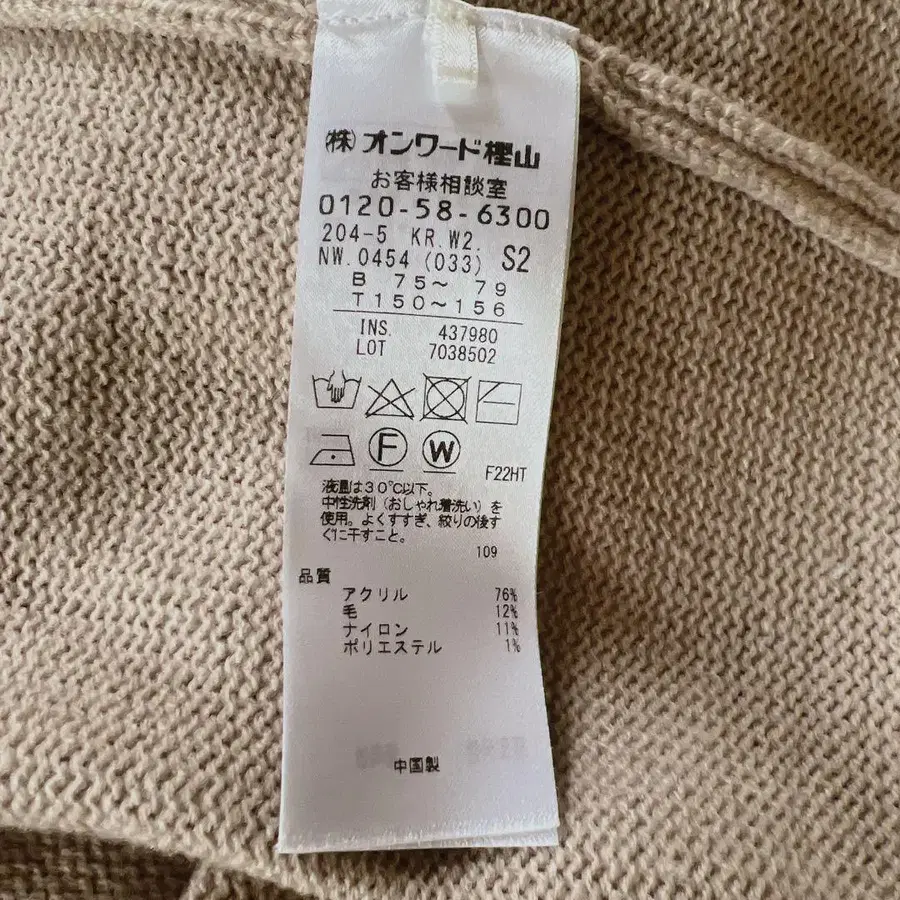 ㈱オンワード樫山
お客様相談室
0120-58-6300
204-5 KR.W2.
NW.0454 (033) S2
B 75～ 79
T150～156
INS. 437980
LOT 7038502
F W
F22HT
液温は30℃以下。
中性洗剤（おしゃれ着洗い）を
使用。よくすすぎ、絞りの後す
ぐに干すこと。
109
品質
アクリル 76%
毛 12%
ナイロン 11%
ポリエステル 1%
中国製